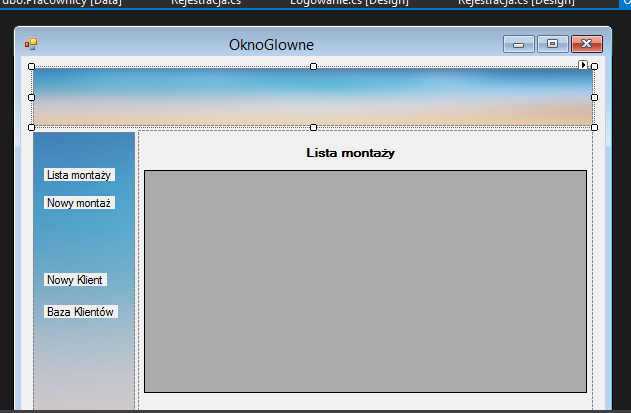 dbo.Pracownicy [Data] Rejestracja.cs Logowanie.cs [Design] Rejestracja.cs [Design]
OknoGlowne
Lista montaży
Lista montaży
Nowy montaż
Nowy Klient
Baza Klientów